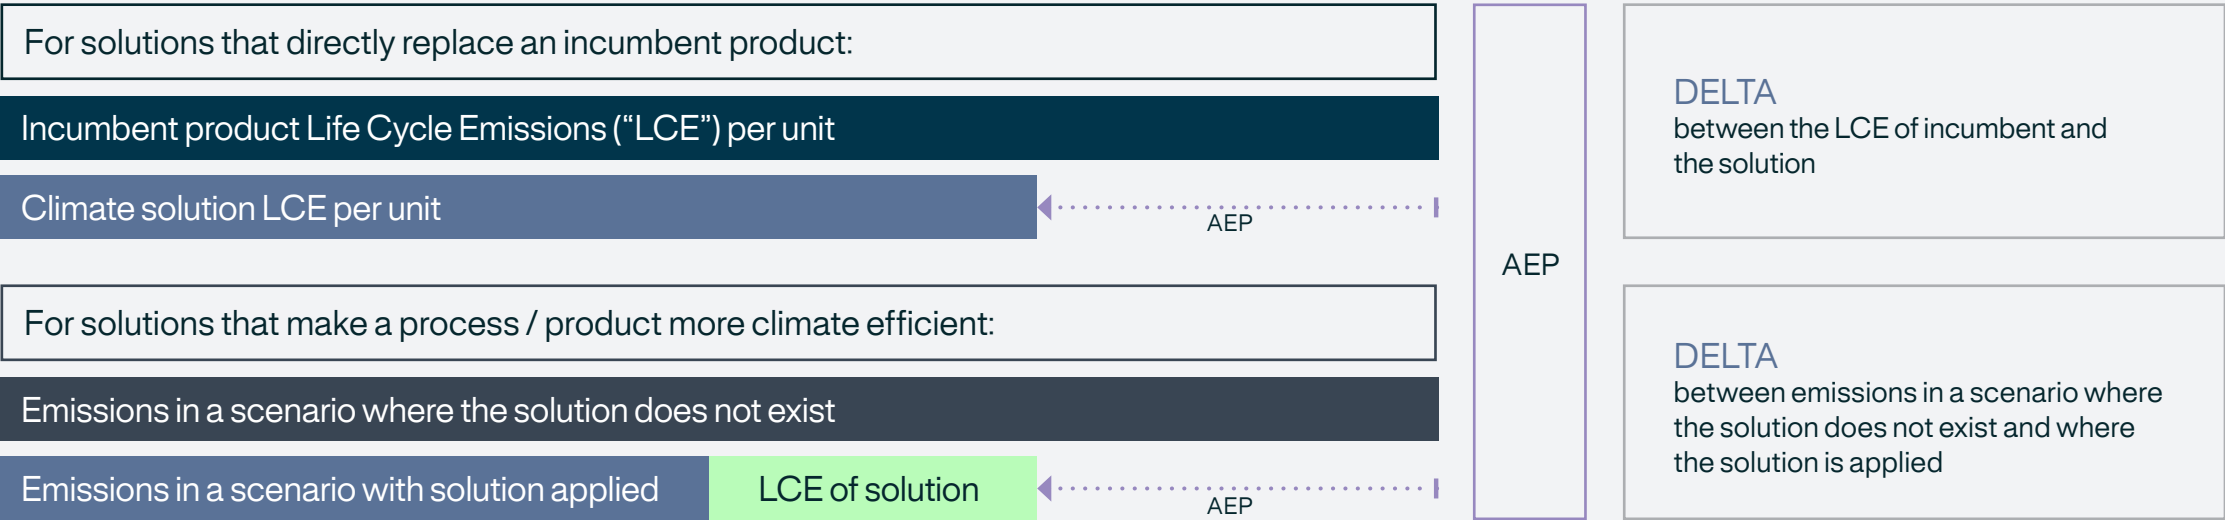 For solutions that directly replace an incumbent product:
Incumbent product Life Cycle Emissions (“LCE”) per unit
Climate solution LCE per unit
AEP
For solutions that make a process / product more climate efficient:
Emissions in a scenario where the solution does not exist
Emissions in a scenario with solution applied
LCE of solution
AEP
AEP
DELTA
between the LCE of incumbent and
the solution
DELTA
between emissions in a scenario where
the solution does not exist and where
the solution is applied